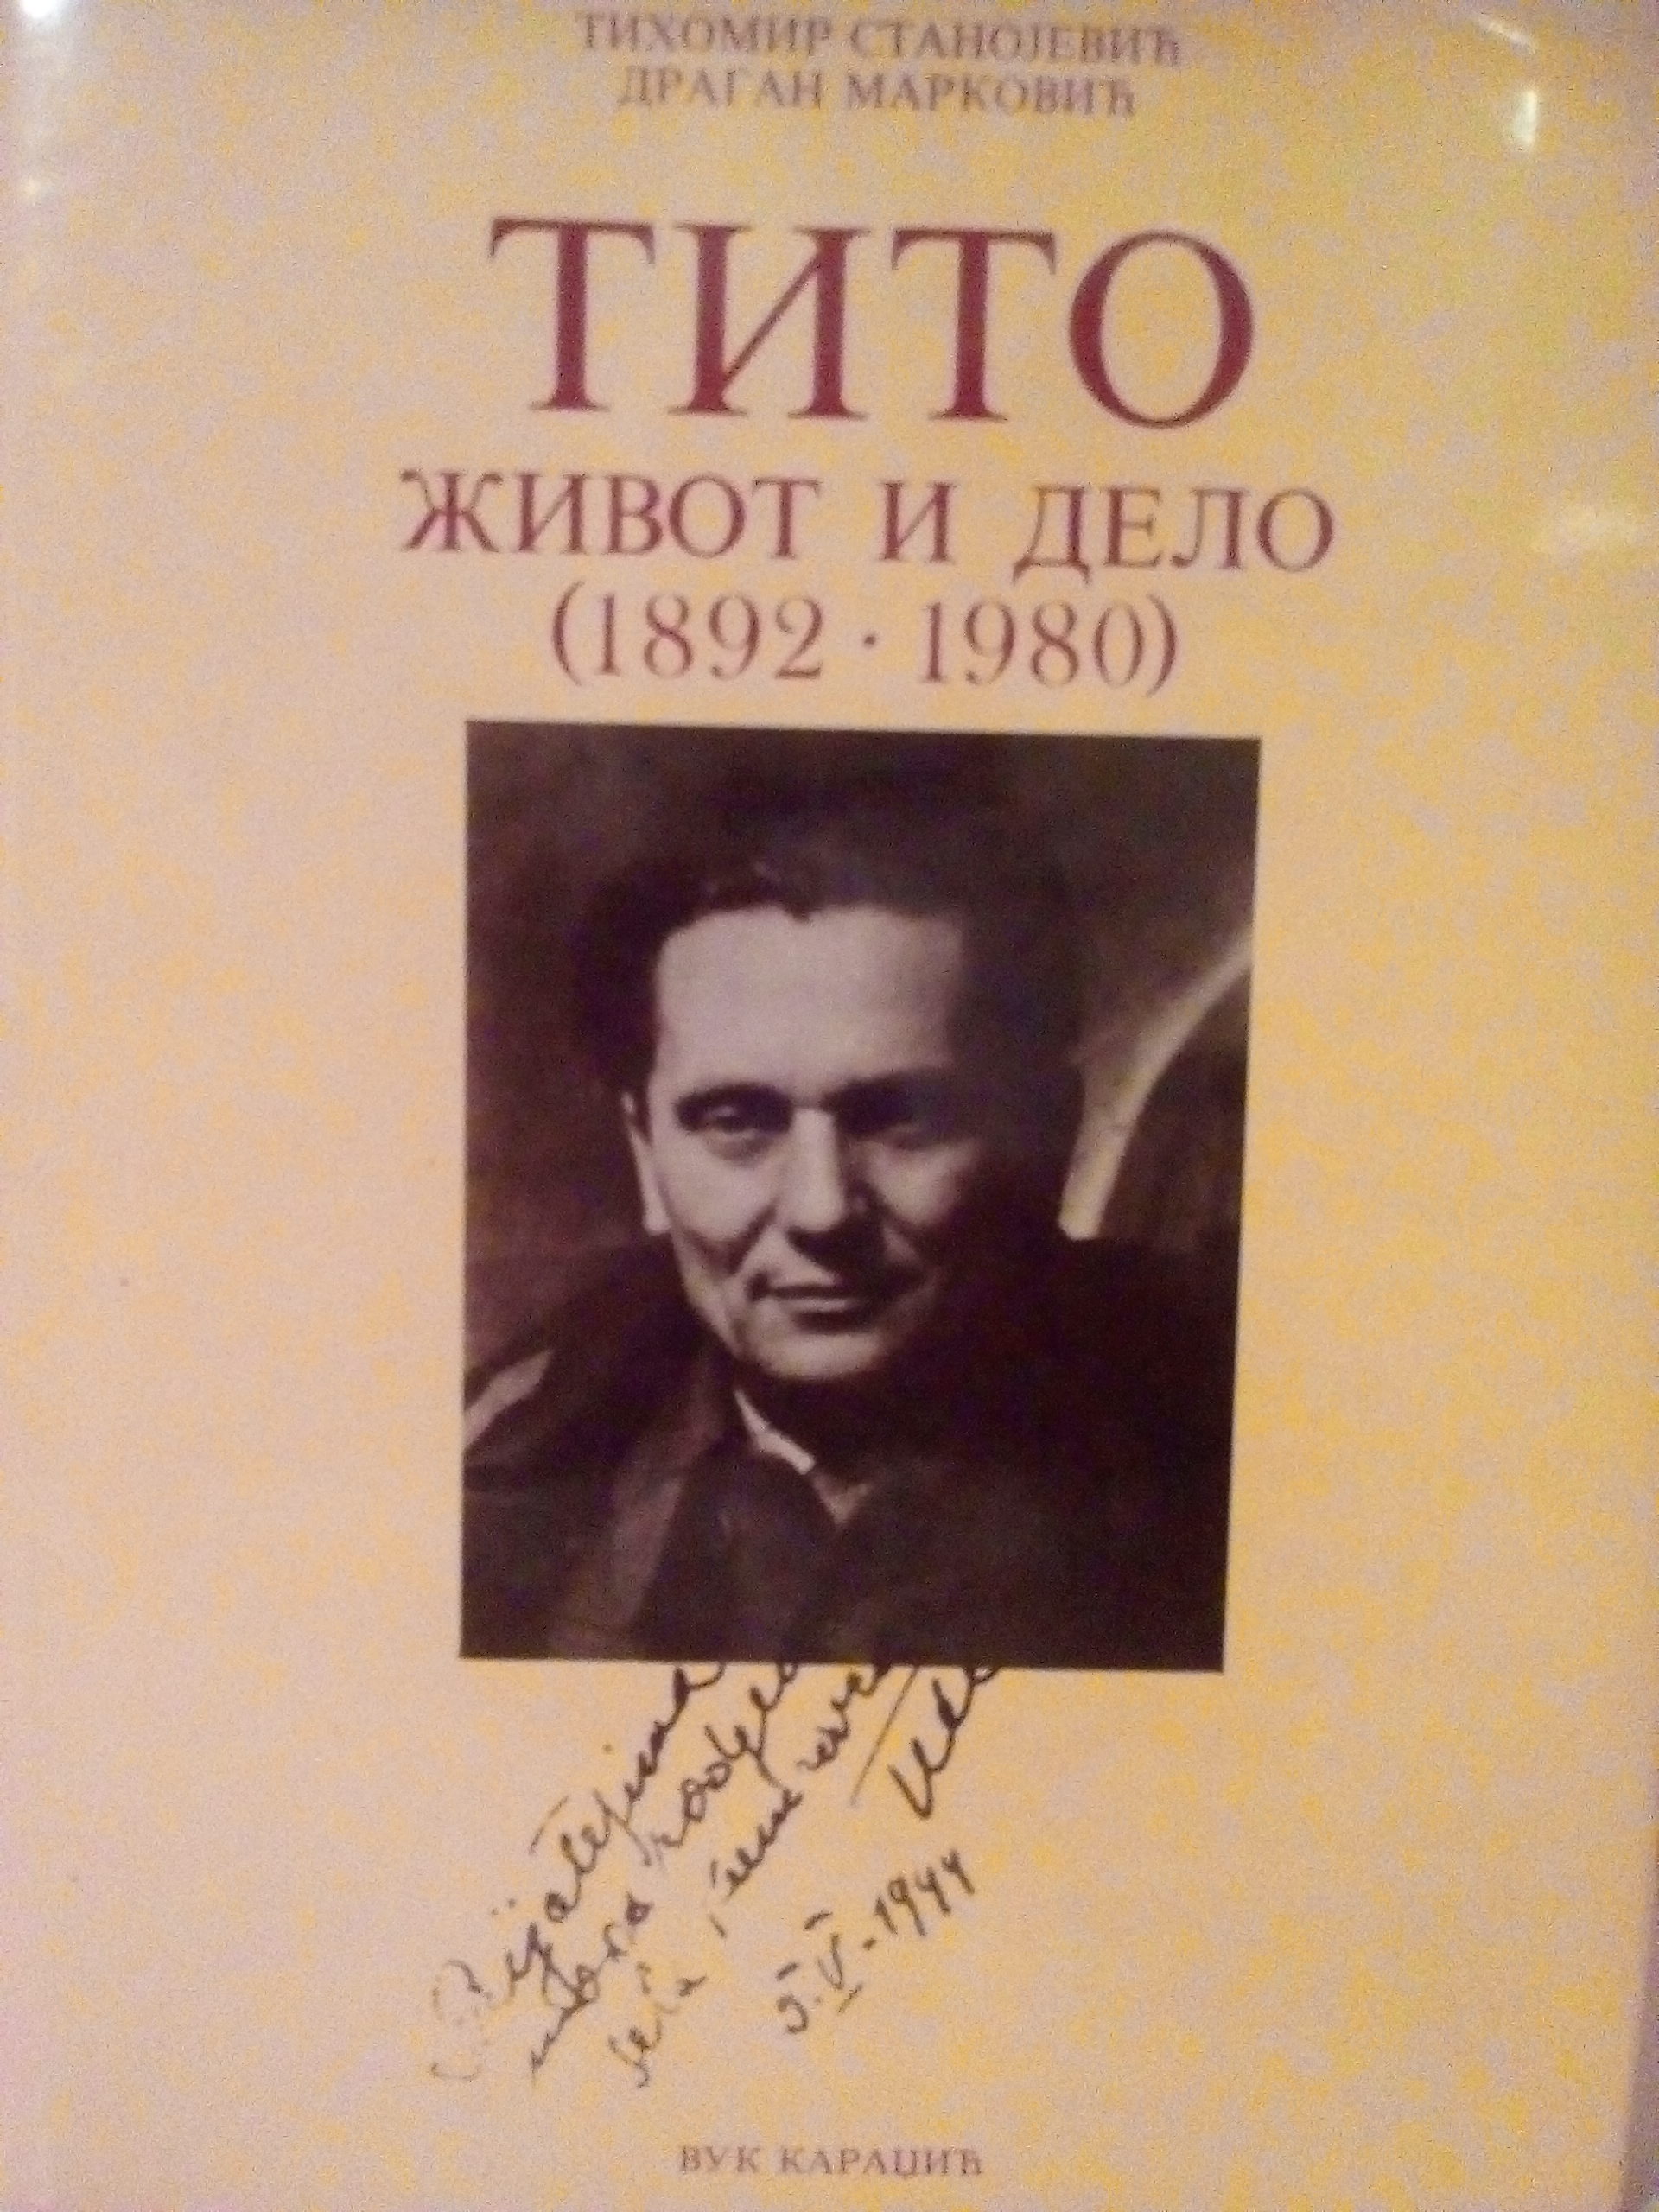 ТИХОМИР СТАНОЈЕВИЋ
ДРАГАН МАРКОВИЋ
ТИТО
ЖИВОТ И ДЕЛО
(1892 · 1980)
5. V - 1944
ВУК КАРАЏИЋ